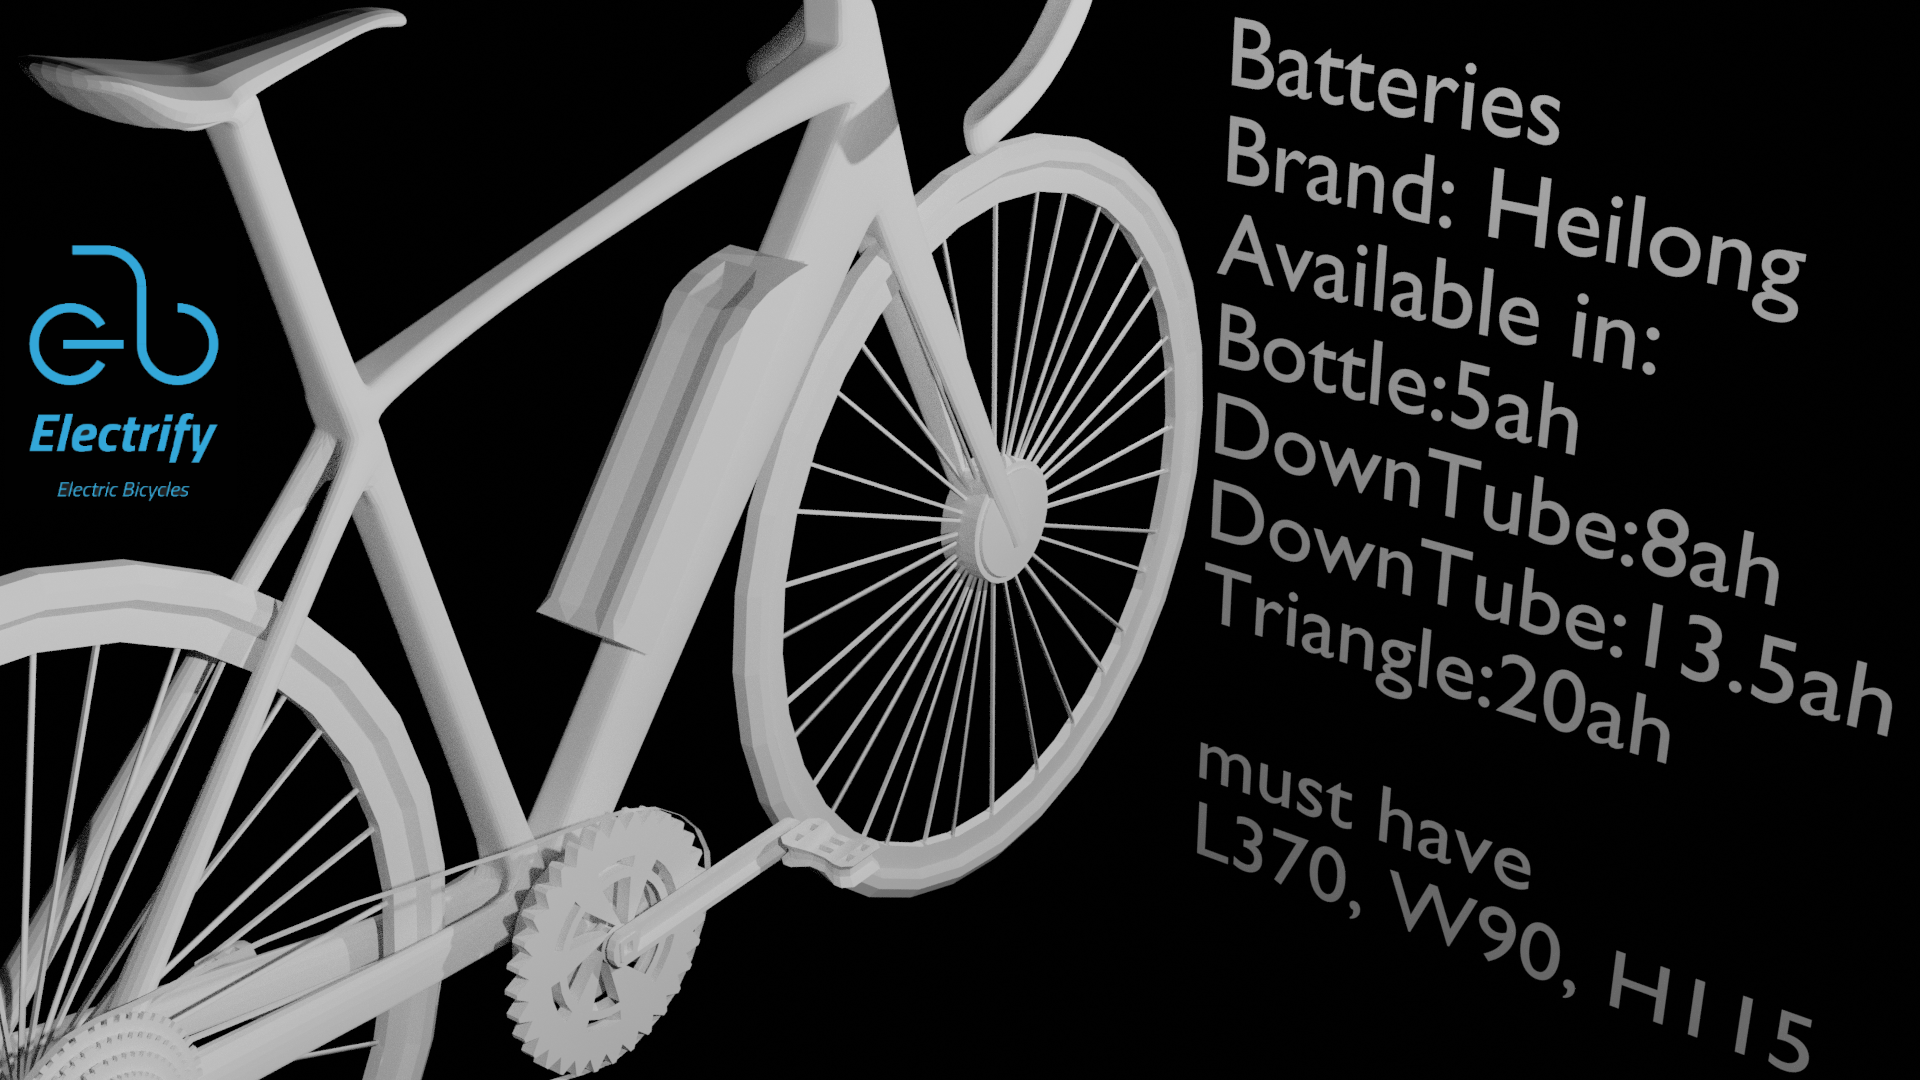 eb
Electrify
Electric Bicycles
Batteries
Brand: Heilong
Available in:
Bottle:5ah
DownTube:8ah
DownTube:13.5ah
Triangle:20ah
must have
L370, W90, H115